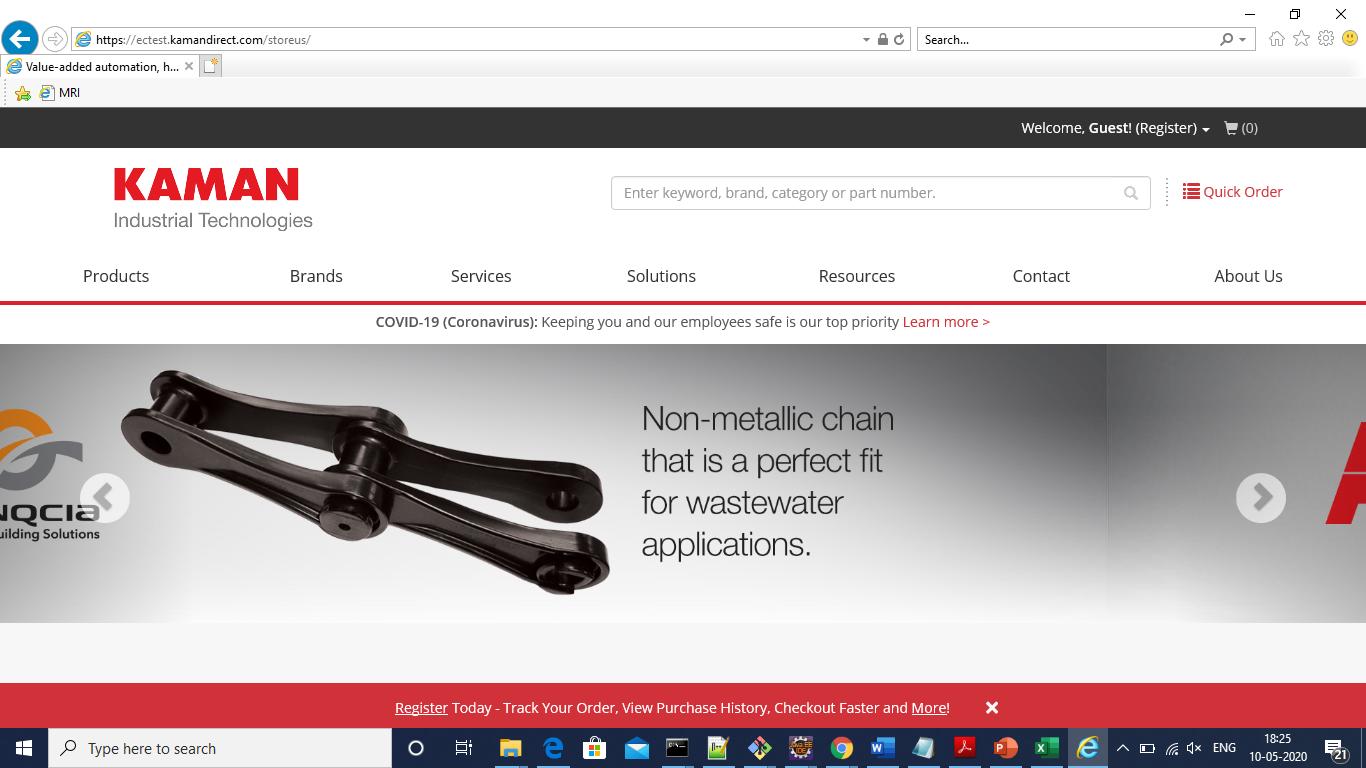 https://ectest.kamandirect.com/storeus/
Search...
Value-added automation, h...
MRI
Welcome, Guest! (Register)
(0)
KAMAN
Industrial Technologies
Enter keyword, brand, category or part number.
Quick Order
Products Brands Services Solutions Resources Contact About Us
COVID-19 (Coronavirus): Keeping you and our employees safe is our top priority Learn more >
Non-metallic chain
that is a perfect fit
for wastewater
applications.
NQCIA
uilding Solutions
Register Today - Track Your Order, View Purchase History, Checkout Faster and More!
Type here to search
ENG
18:25
10-05-2020
21